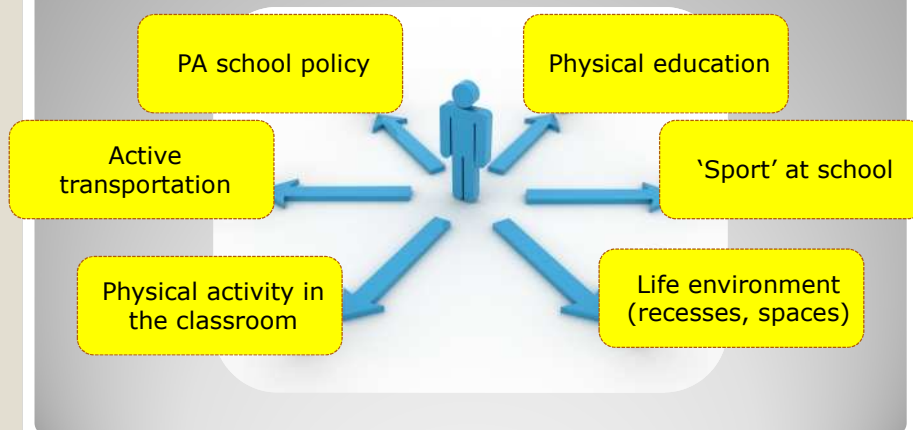 PA school policy
Physical education
Active
transportation
‘Sport’ at school
Physical activity in
the classroom
Life environment
(recesses, spaces)